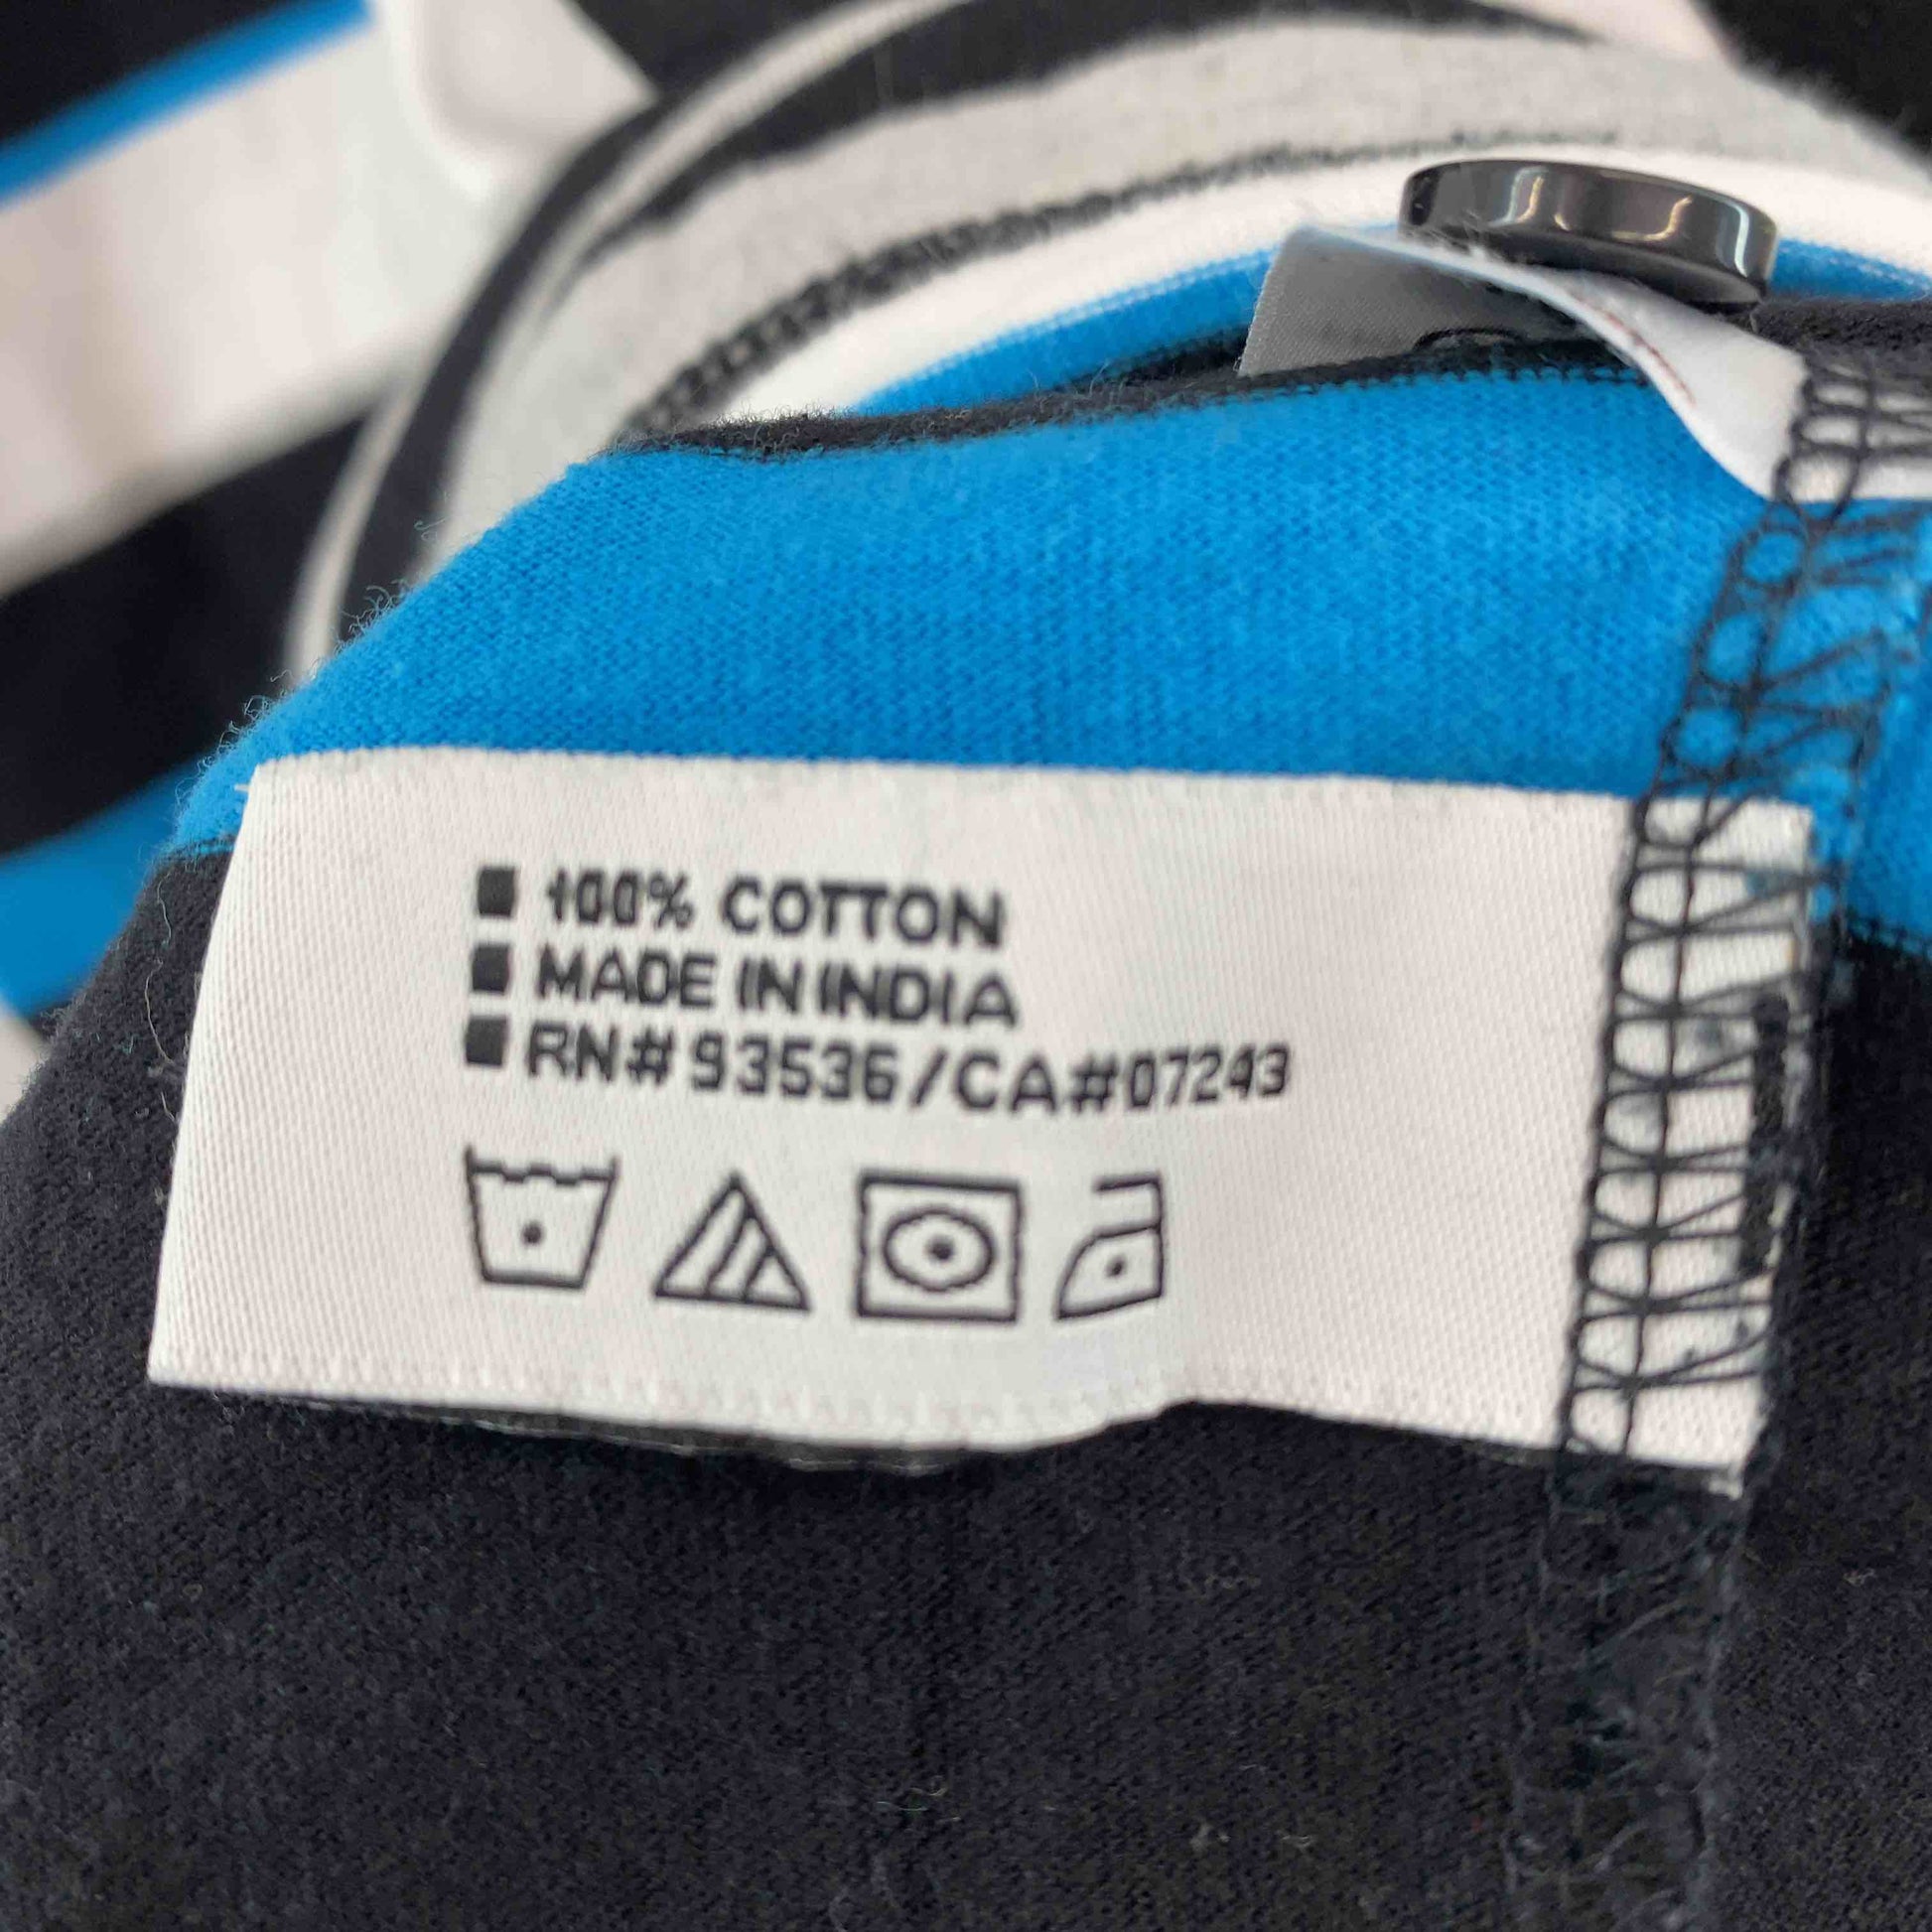 100% COTTON
MADE IN INDIA
RN# 93536/CA#07243